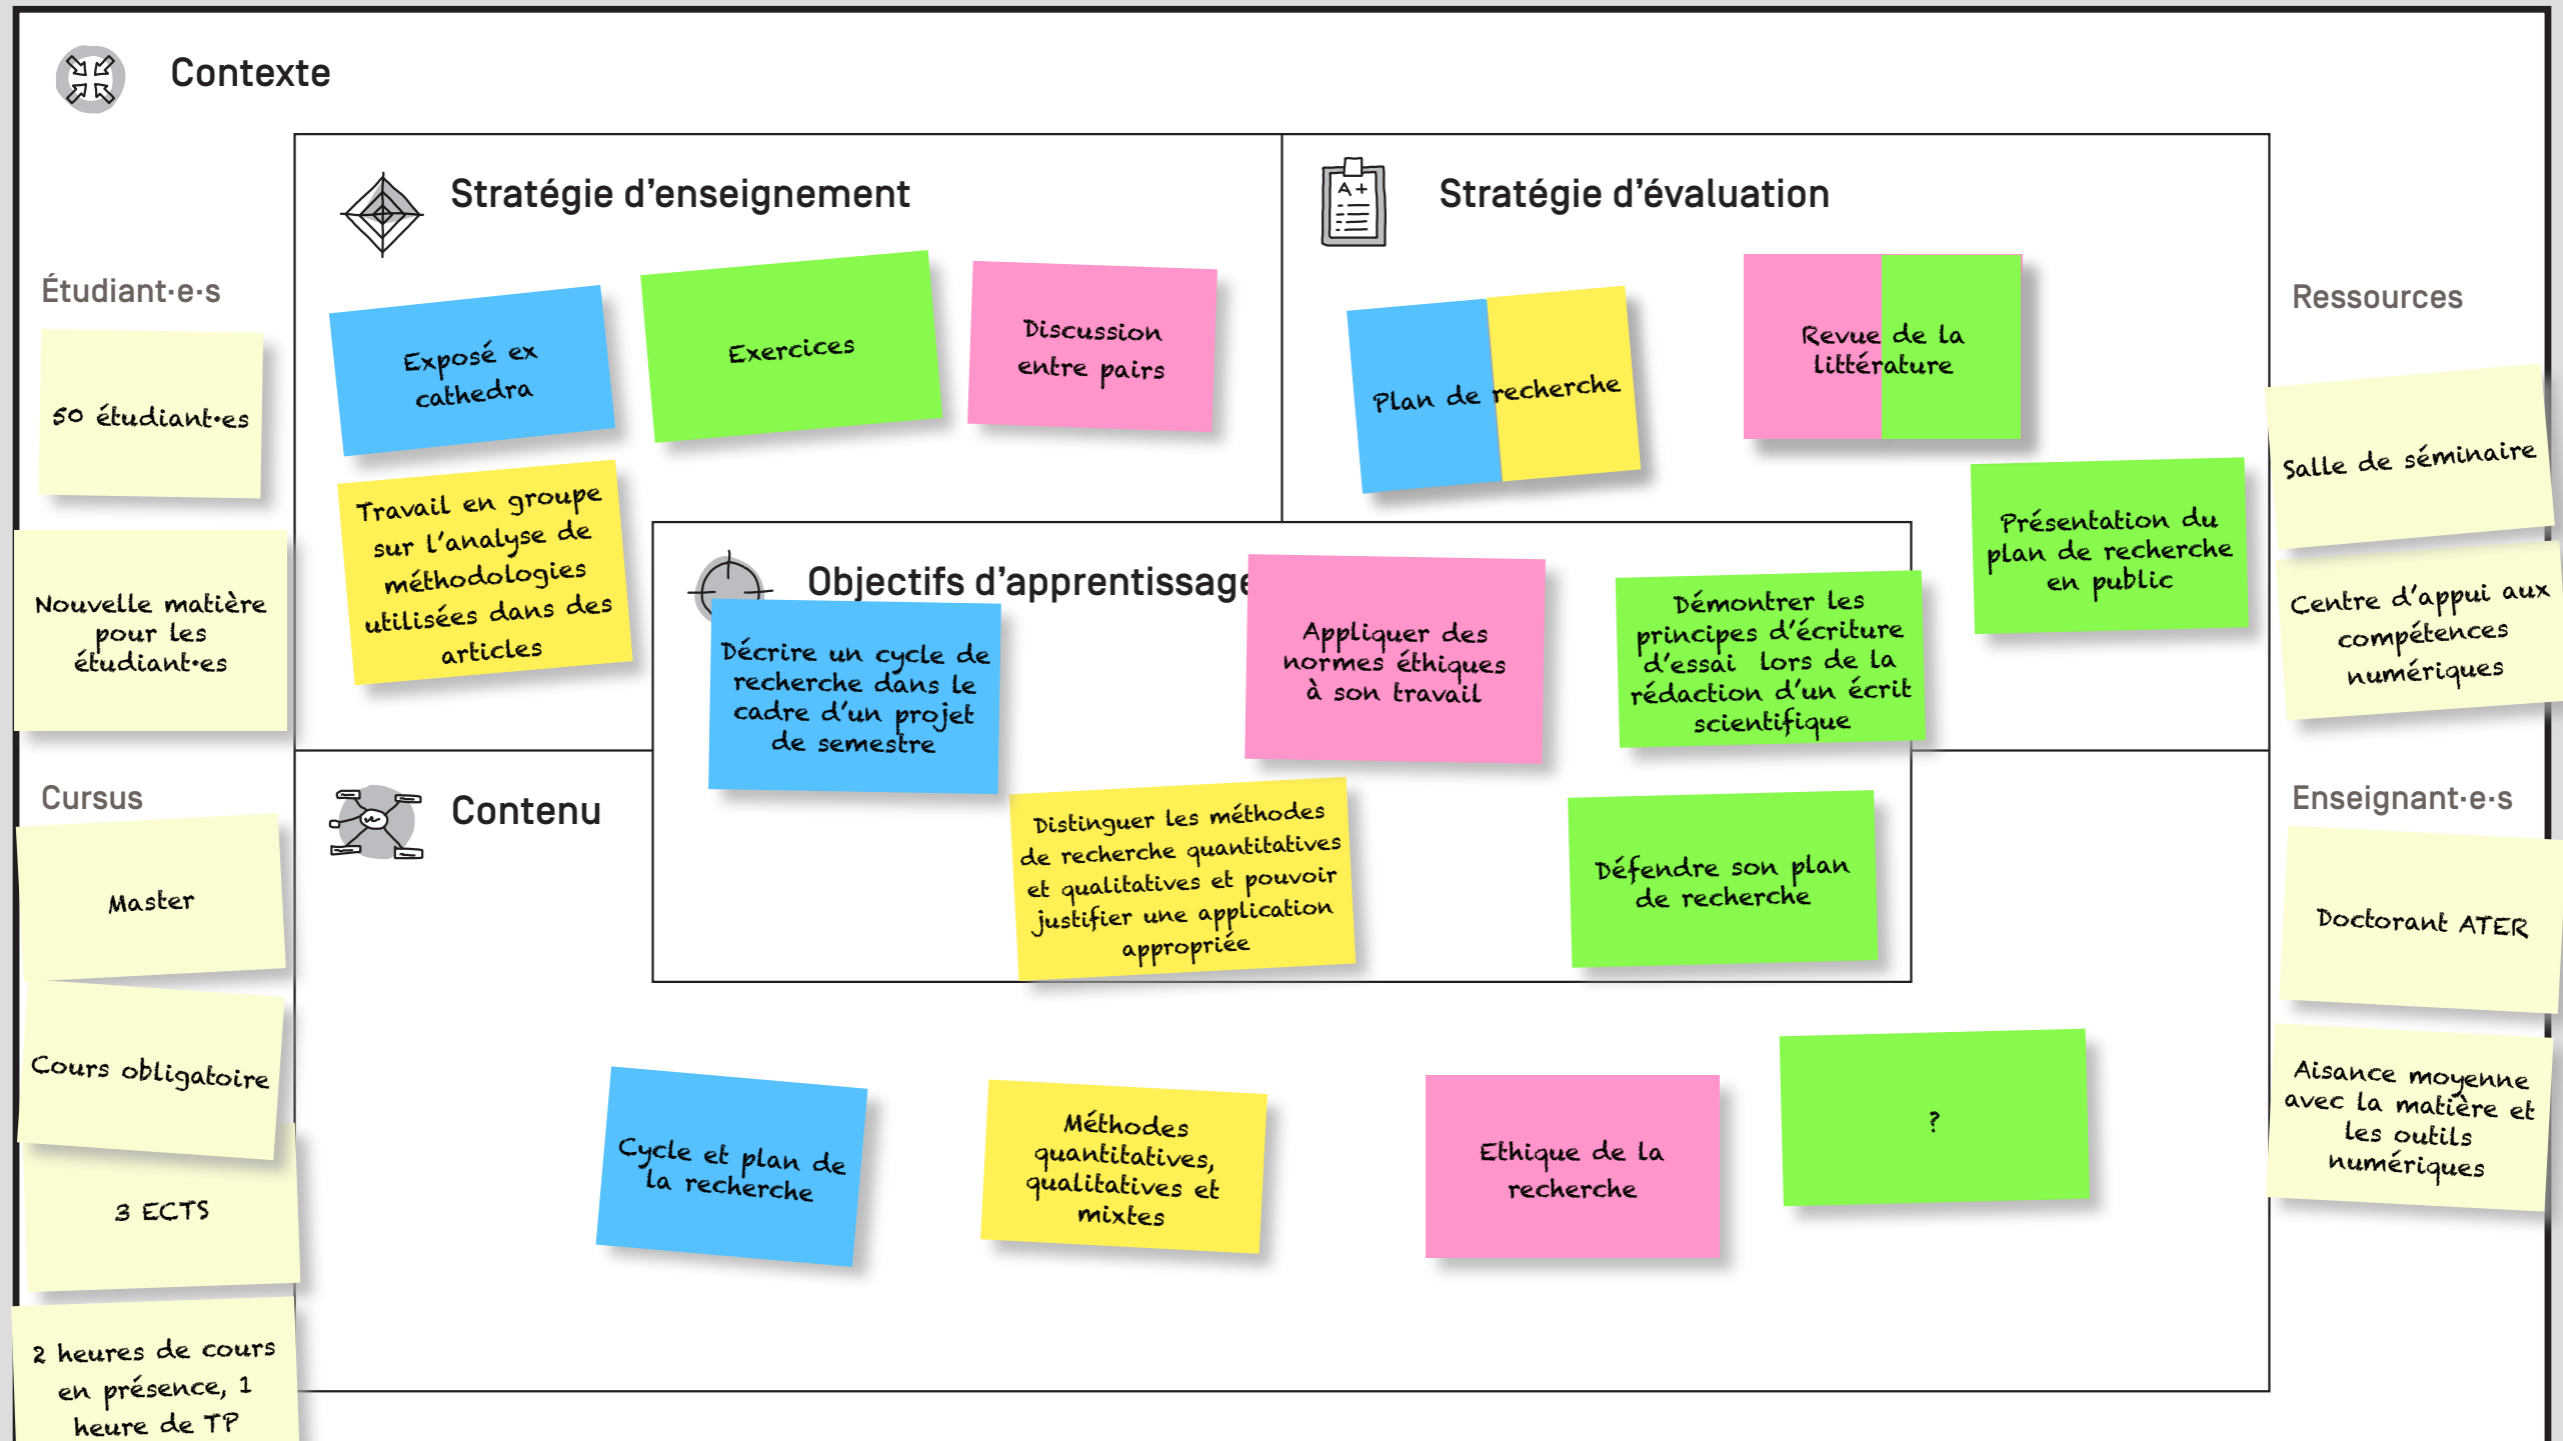 Contexte
Étudiant·e·s
50 étudiant·es
Nouvelle matière
pour les
étudiant·es
Cursus
Master
Cours obligatoire
3 ECTS
2 heures de cours
en présence, 1
heure de TP
Stratégie d'enseignement
Exposé ex
cathedra
Exercices
Discussion
entre pairs
Travail en groupe
sur l'analyse de
méthodologies
utilisées dans des
articles
Stratégie d'évaluation
A+
Plan de recherche
Revue de la
littérature
Présentation du
plan de recherche
en public
Objectifs d'apprentissage
Décrire un cycle de
recherche dans le
cadre d'un projet
de semestre
Appliquer des
normes éthiques
à son travail
Démontrer les
principes d'écriture
d'essai lors de la
rédaction d'un écrit
scientifique
Distinguer les méthodes
de recherche quantitatives
et qualitatives et pouvoir
justifier une application
appropriée
Défendre son plan
de recherche
Contenu
Cycle et plan de
la recherche
Méthodes
quantitatives,
qualitatives et
mixtes
Ethique de la
recherche
?
Ressources
Salle de séminaire
Centre d'appui aux
compétences
numériques
Enseignant·e·s
Doctorant ATER
Aisance moyenne
avec la matière et
les outils
numériques